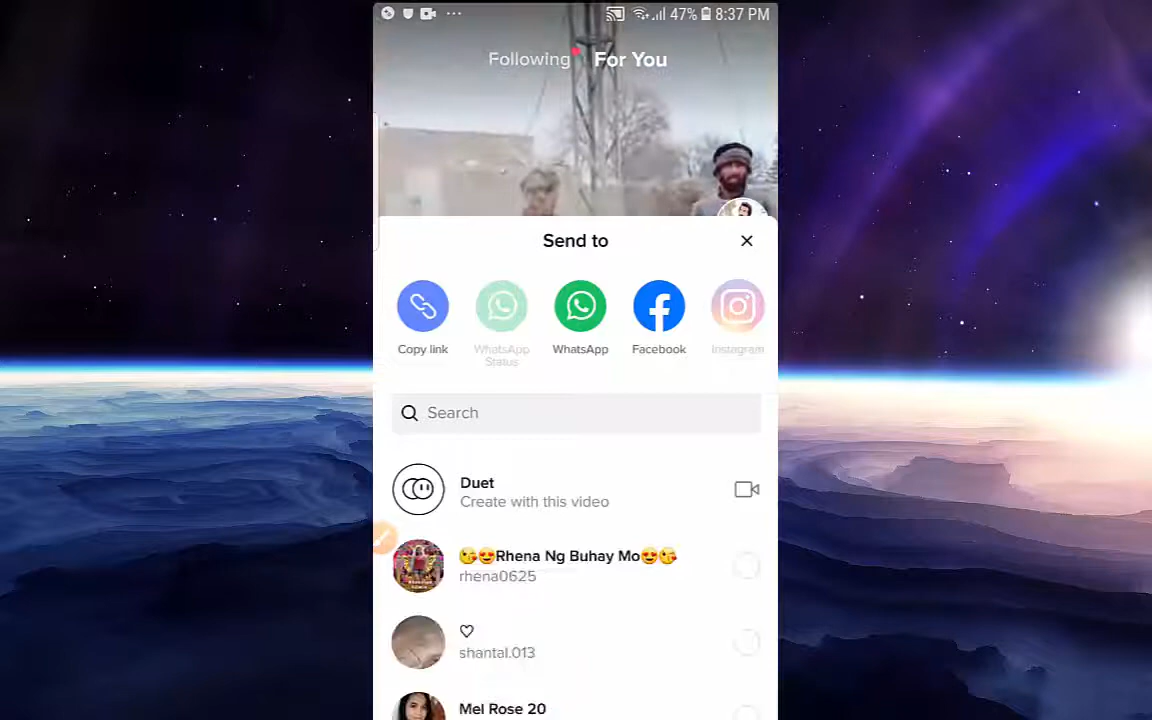 47% 8:37 PM
Following For You
Send to
Copy link
WhatsApp Status
WhatsApp
Facebook
Instagram
Search
Duet
Create with this video
😘😍Rhena Ng Buhay Mo😍😘
rhena0625
♡
shantal.013
Mel Rose 20